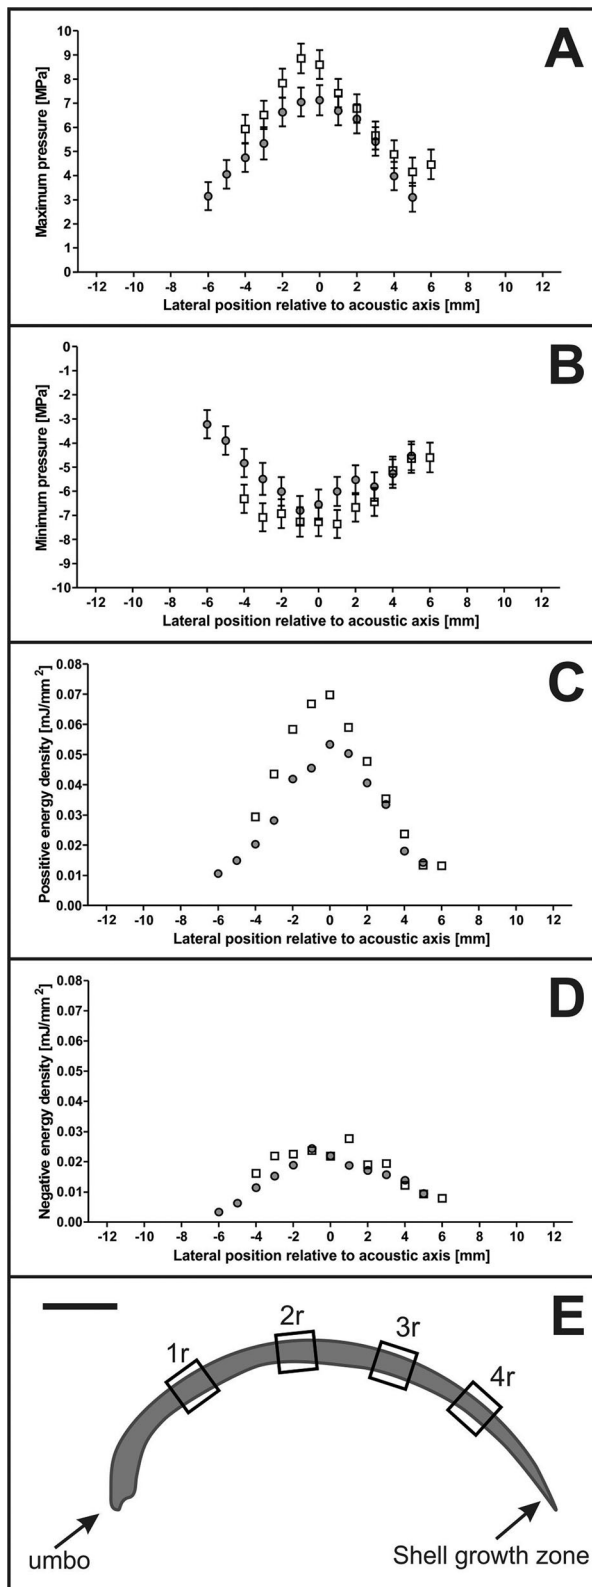 A
Maximum pressure [MPa]
10
9
8
7
6
5
4
3
2
1
0
-12 -10 -8 -6 -4 -2 0 2 4 6 8 10 12
Lateral position relative to acoustic axis [mm]
B
Minimum pressure [MPa]
0
-1
-2
-3
-4
-5
-6
-7
-8
-9
-10
-12 -10 -8 -6 -4 -2 0 2 4 6 8 10 12
Lateral position relative to acoustic axis [mm]
C
Possitive energy density [mJ/mm²]
0.08
0.07
0.06
0.05
0.04
0.03
0.02
0.01
0.00
-12 -10 -8 -6 -4 -2 0 2 4 6 8 10 12
Lateral position relative to acoustic axis [mm]
D
Negative energy density [mJ/mm²]
0.08
0.07
0.06
0.05
0.04
0.03
0.02
0.01
0.00
-12 -10 -8 -6 -4 -2 0 2 4 6 8 10 12
Lateral position relative to acoustic axis [mm]
E
1r
2r
3r
4r
umbo
Shell growth zone